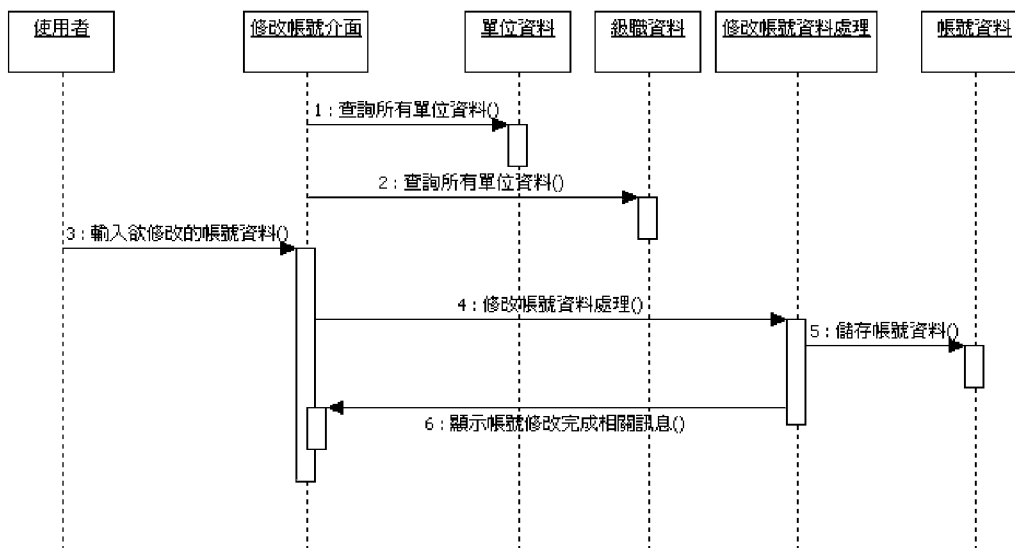 使用者
修改帳號介面
單位資料
級職資料
修改帳號資料處理
帳號資料
1 : 查詢所有單位資料()
2 : 查詢所有單位資料()
3 : 輸入欲修改的帳號資料()
4 : 修改帳號資料處理()
5 : 儲存帳號資料()
6 : 顯示帳號修改完成相關訊息()